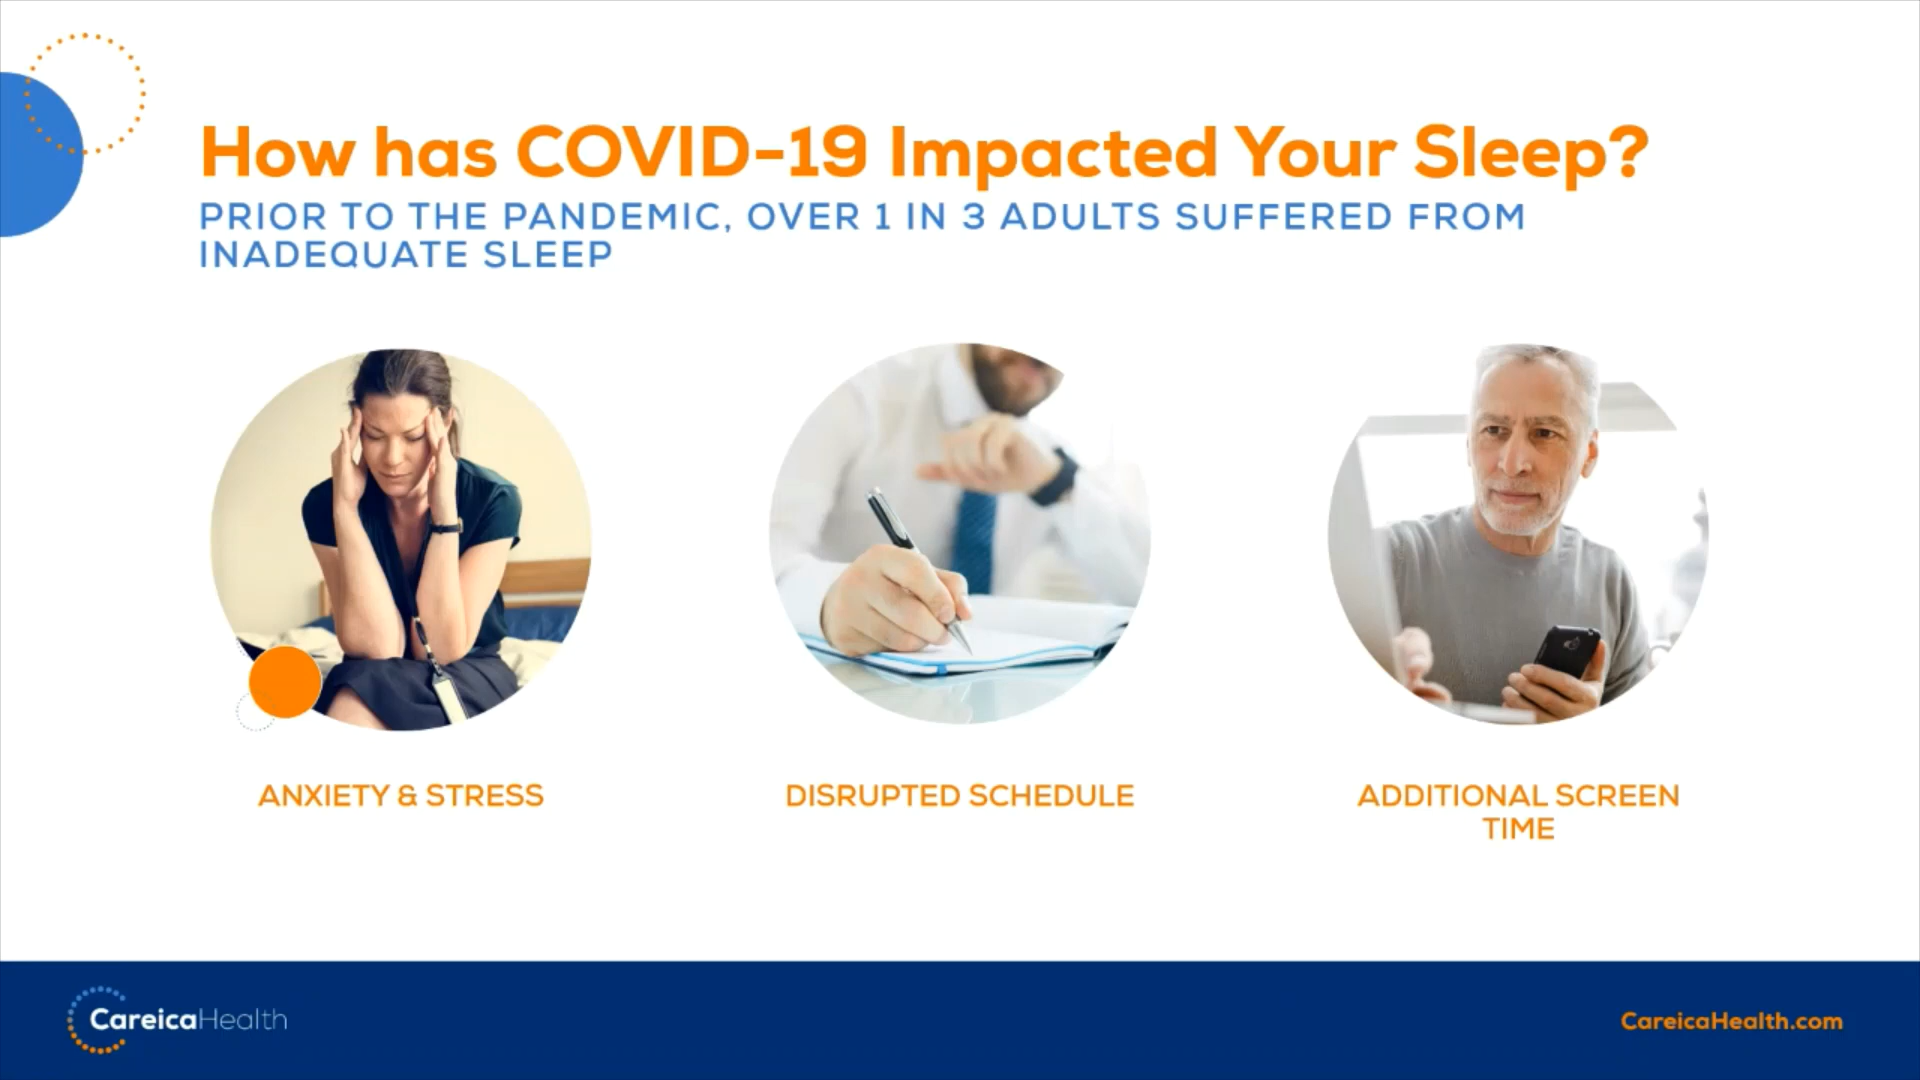 How has COVID-19 Impacted Your Sleep?
PRIOR TO THE PANDEMIC, OVER 1 IN 3 ADULTS SUFFERED FROM
INADEQUATE SLEEP
ANXIETY & STRESS
DISRUPTED SCHEDULE
ADDITIONAL SCREEN
TIME
CareicaHealth
CareicaHealth.com